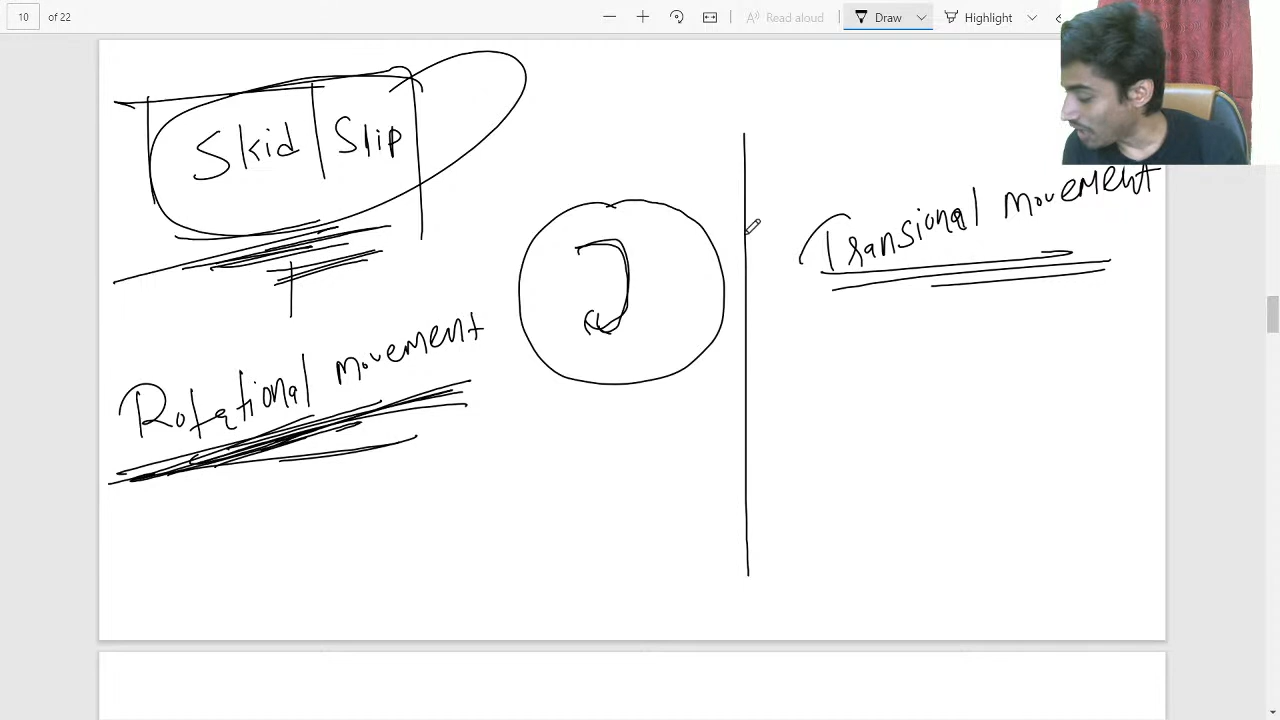 10 of 22
Read aloud
Draw
Highlight
Skid Slip
Rotational movement
Transional movement